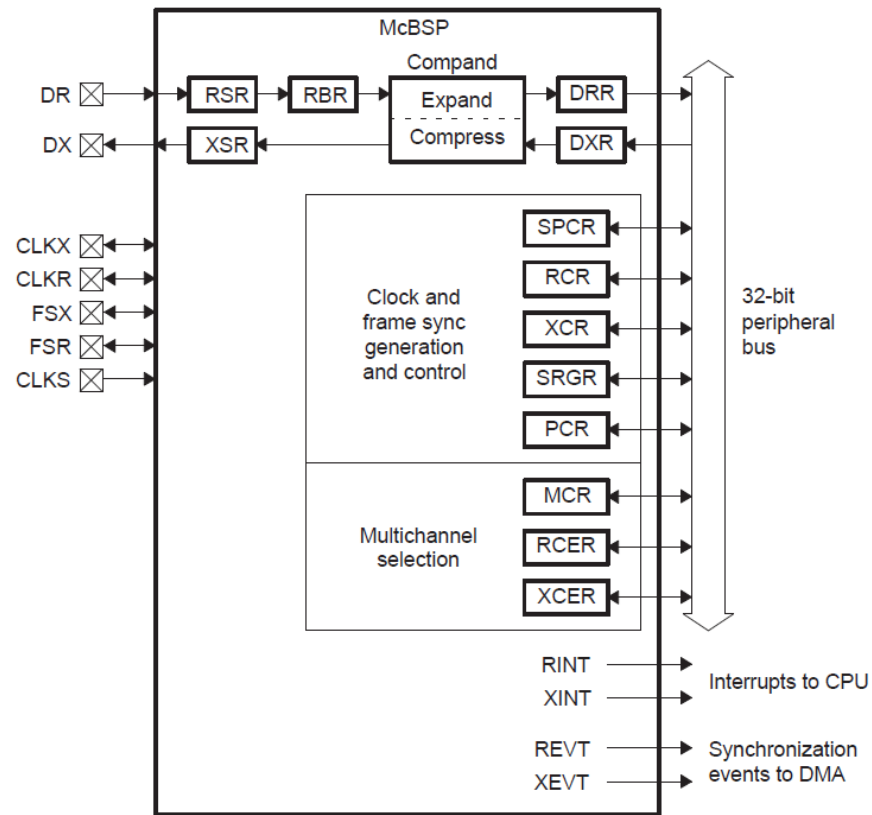 McBSP
Compand
DR
RSR
RBR
Expand
DRR
DX
XSR
Compress
DXR
SPCR
CLKX
CLKR
FSX
FSR
CLKS
Clock and
frame sync
generation
and control
RCR
XCR
SRGR
PCR
32-bit
peripheral
bus
Multichannel
selection
MCR
RCER
XCER
RINT
XINT
Interrupts to CPU
REVT
XEVT
Synchronization
events to DMA